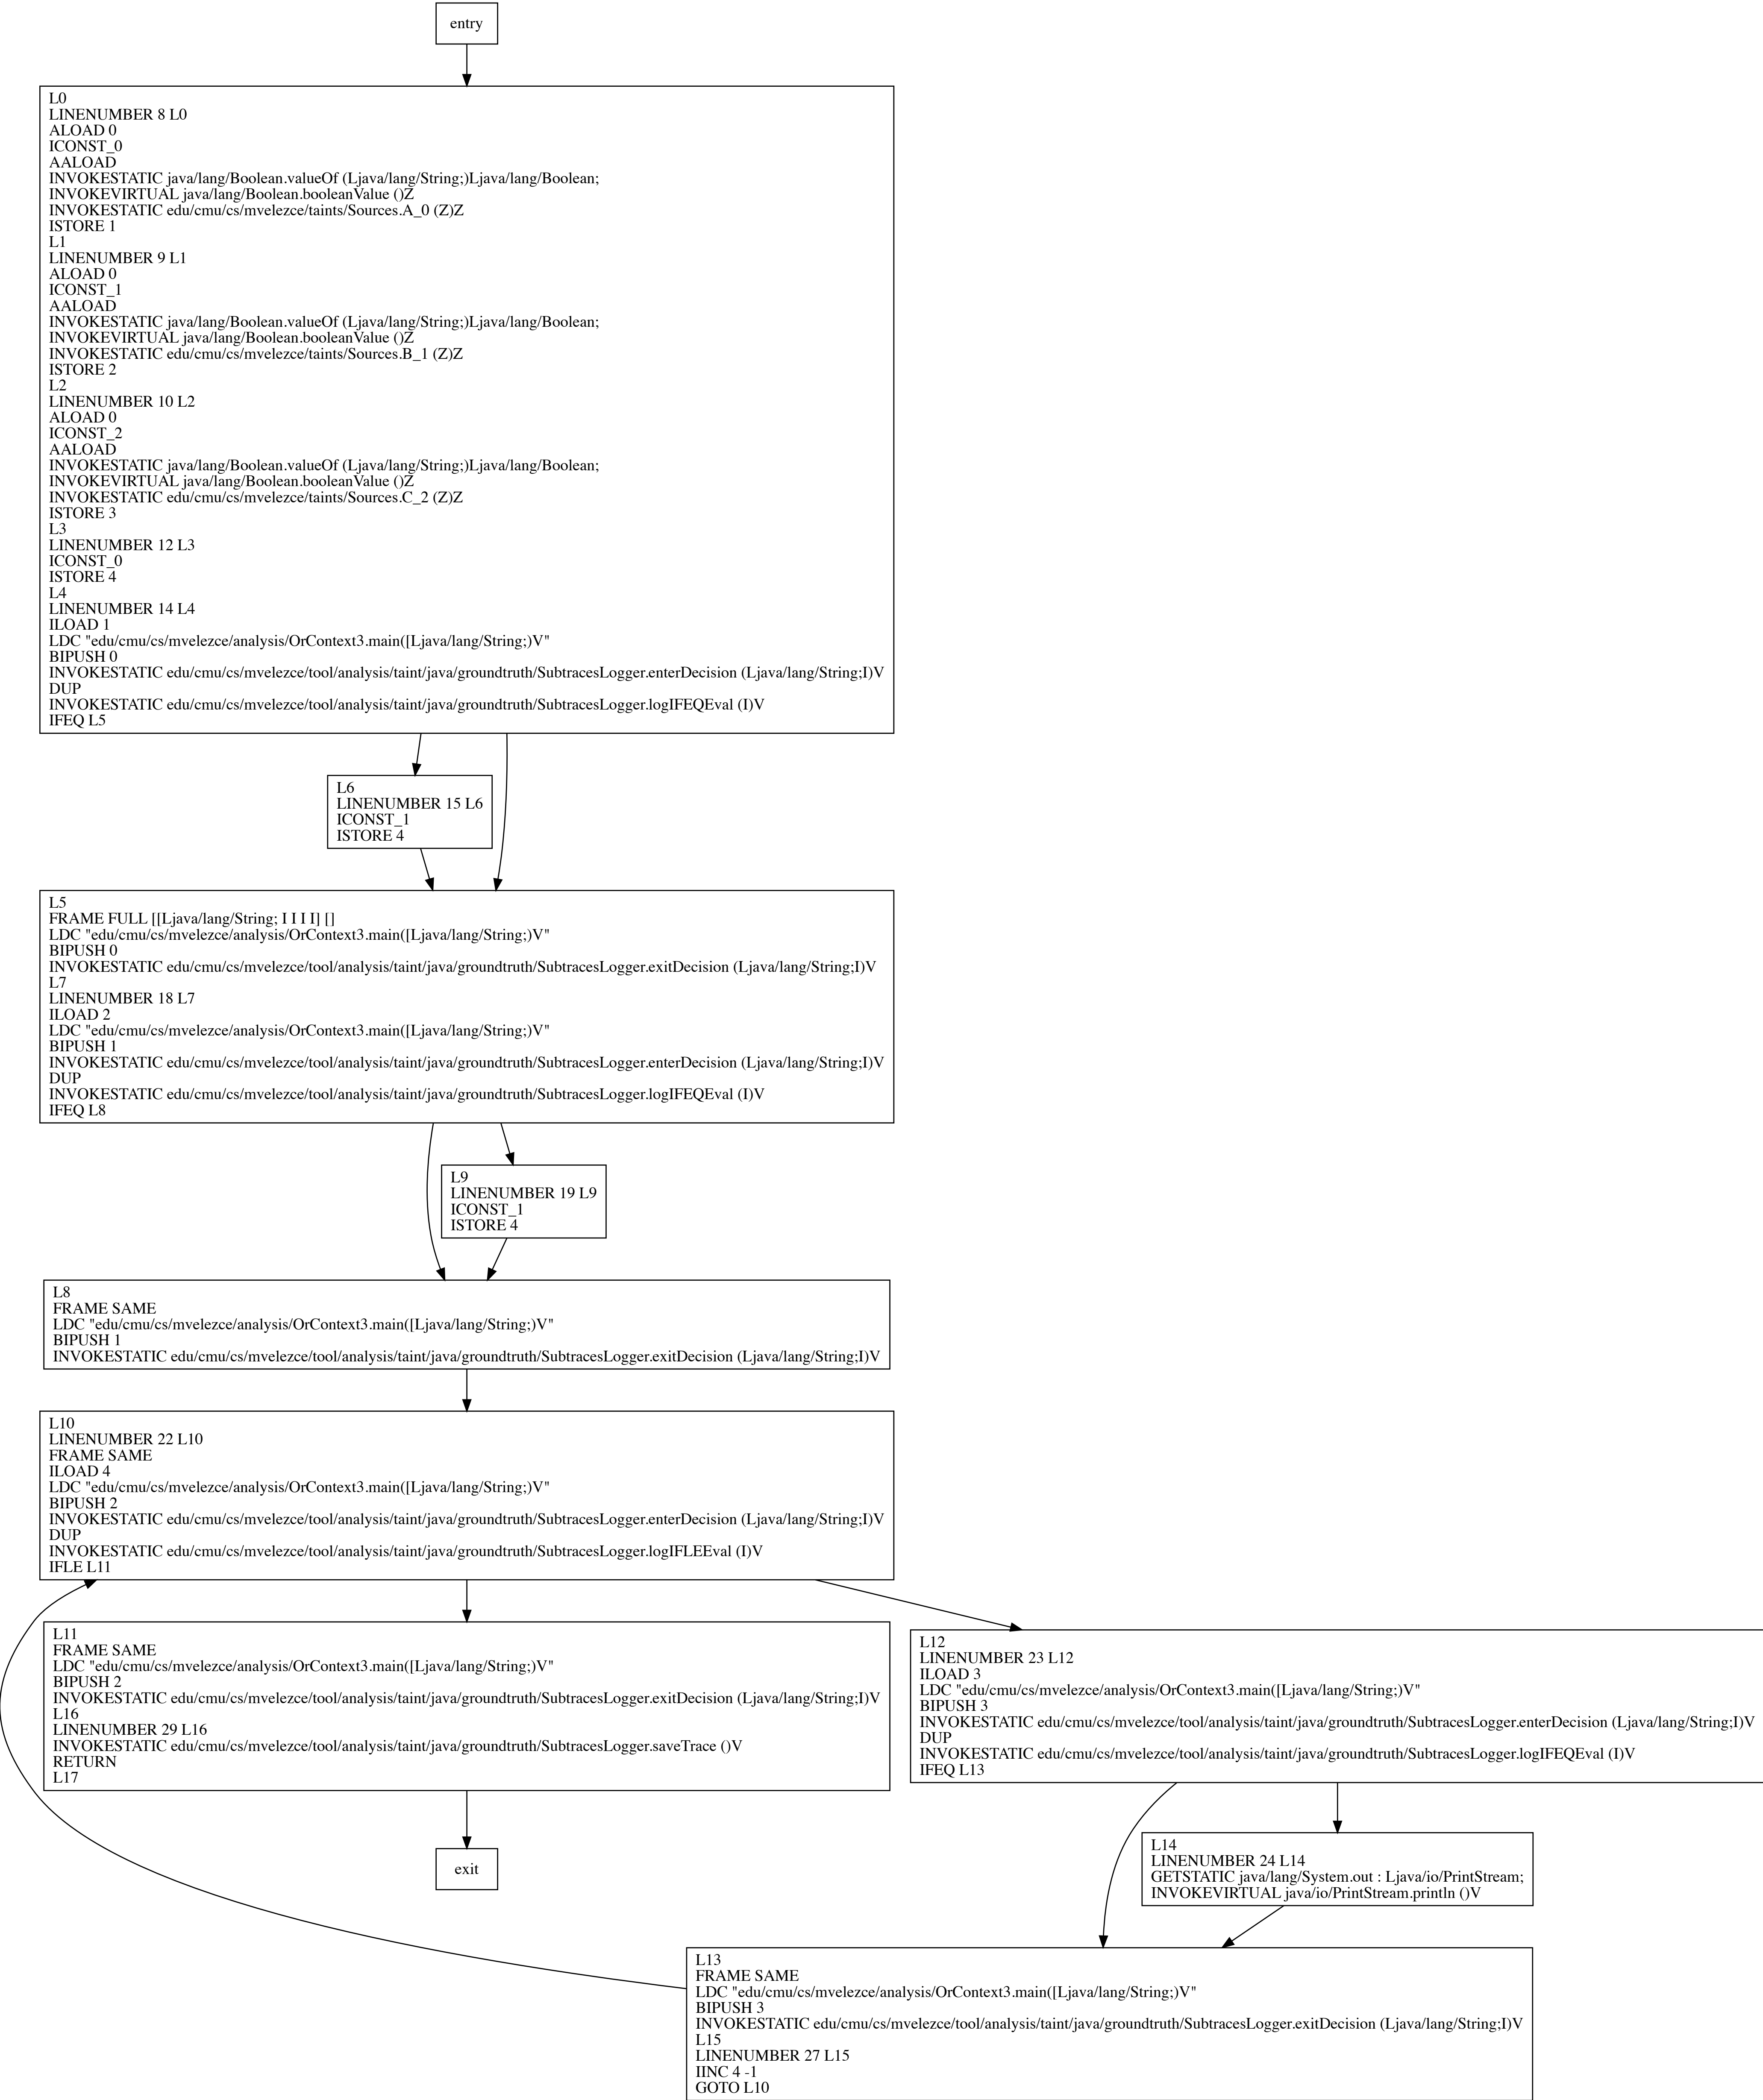 entry
L0
LINENUMBER 8 L0
ALOAD 0
ICONST_0
AALOAD
INVOKESTATIC java/lang/Boolean.valueOf (Ljava/lang/String;)Ljava/lang/Boolean;
INVOKEVIRTUAL java/lang/Boolean.booleanValue ()Z
INVOKESTATIC edu/cmu/cs/mvelezce/taints/Sources.A_0 (Z)Z
ISTORE 1
L1
LINENUMBER 9 L1
ALOAD 0
ICONST_1
AALOAD
INVOKESTATIC java/lang/Boolean.valueOf (Ljava/lang/String;)Ljava/lang/Boolean;
INVOKEVIRTUAL java/lang/Boolean.booleanValue ()Z
INVOKESTATIC edu/cmu/cs/mvelezce/taints/Sources.B_1 (Z)Z
ISTORE 2
L2
LINENUMBER 10 L2
ALOAD 0
ICONST_2
AALOAD
INVOKESTATIC java/lang/Boolean.valueOf (Ljava/lang/String;)Ljava/lang/Boolean;
INVOKEVIRTUAL java/lang/Boolean.booleanValue ()Z
INVOKESTATIC edu/cmu/cs/mvelezce/taints/Sources.C_2 (Z)Z
ISTORE 3
L3
LINENUMBER 12 L3
ICONST_0
ISTORE 4
L4
LINENUMBER 14 L4
ILOAD 1
LDC "edu/cmu/cs/mvelezce/analysis/OrContext3.main([Ljava/lang/String;)V"
BIPUSH 0
INVOKESTATIC edu/cmu/cs/mvelezce/tool/analysis/taint/java/groundtruth/SubtracesLogger.enterDecision (Ljava/lang/String;I)V
DUP
INVOKESTATIC edu/cmu/cs/mvelezce/tool/analysis/taint/java/groundtruth/SubtracesLogger.logIFEQEval (I)V
IFEQ L5
L6
LINENUMBER 15 L6
ICONST_1
ISTORE 4
L5
FRAME FULL [[Ljava/lang/String; I I I I] []
LDC "edu/cmu/cs/mvelezce/analysis/OrContext3.main([Ljava/lang/String;)V"
BIPUSH 0
INVOKESTATIC edu/cmu/cs/mvelezce/tool/analysis/taint/java/groundtruth/SubtracesLogger.exitDecision (Ljava/lang/String;I)V
L7
LINENUMBER 18 L7
ILOAD 2
LDC "edu/cmu/cs/mvelezce/analysis/OrContext3.main([Ljava/lang/String;)V"
BIPUSH 1
INVOKESTATIC edu/cmu/cs/mvelezce/tool/analysis/taint/java/groundtruth/SubtracesLogger.enterDecision (Ljava/lang/String;I)V
DUP
INVOKESTATIC edu/cmu/cs/mvelezce/tool/analysis/taint/java/groundtruth/SubtracesLogger.logIFEQEval (I)V
IFEQ L8
L9
LINENUMBER 19 L9
ICONST_1
ISTORE 4
L8
FRAME SAME
LDC "edu/cmu/cs/mvelezce/analysis/OrContext3.main([Ljava/lang/String;)V"
BIPUSH 1
INVOKESTATIC edu/cmu/cs/mvelezce/tool/analysis/taint/java/groundtruth/SubtracesLogger.exitDecision (Ljava/lang/String;I)V
L10
LINENUMBER 22 L10
FRAME SAME
ILOAD 4
LDC "edu/cmu/cs/mvelezce/analysis/OrContext3.main([Ljava/lang/String;)V"
BIPUSH 2
INVOKESTATIC edu/cmu/cs/mvelezce/tool/analysis/taint/java/groundtruth/SubtracesLogger.enterDecision (Ljava/lang/String;I)V
DUP
INVOKESTATIC edu/cmu/cs/mvelezce/tool/analysis/taint/java/groundtruth/SubtracesLogger.logIFLEEval (I)V
IFLE L11
L11
FRAME SAME
LDC "edu/cmu/cs/mvelezce/analysis/OrContext3.main([Ljava/lang/String;)V"
BIPUSH 2
INVOKESTATIC edu/cmu/cs/mvelezce/tool/analysis/taint/java/groundtruth/SubtracesLogger.exitDecision (Ljava/lang/String;I)V
L16
LINENUMBER 29 L16
INVOKESTATIC edu/cmu/cs/mvelezce/tool/analysis/taint/java/groundtruth/SubtracesLogger.saveTrace ()V
RETURN
L17
L12
LINENUMBER 23 L12
ILOAD 3
LDC "edu/cmu/cs/mvelezce/analysis/OrContext3.main([Ljava/lang/String;)V"
BIPUSH 3
INVOKESTATIC edu/cmu/cs/mvelezce/tool/analysis/taint/java/groundtruth/SubtracesLogger.enterDecision (Ljava/lang/String;I)V
DUP
INVOKESTATIC edu/cmu/cs/mvelezce/tool/analysis/taint/java/groundtruth/SubtracesLogger.logIFEQEval (I)V
IFEQ L13
exit
L14
LINENUMBER 24 L14
GETSTATIC java/lang/System.out : Ljava/io/PrintStream;
INVOKEVIRTUAL java/io/PrintStream.println ()V
L13
FRAME SAME
LDC "edu/cmu/cs/mvelezce/analysis/OrContext3.main([Ljava/lang/String;)V"
BIPUSH 3
INVOKESTATIC edu/cmu/cs/mvelezce/tool/analysis/taint/java/groundtruth/SubtracesLogger.exitDecision (Ljava/lang/String;I)V
L15
LINENUMBER 27 L15
IINC 4 -1
GOTO L10